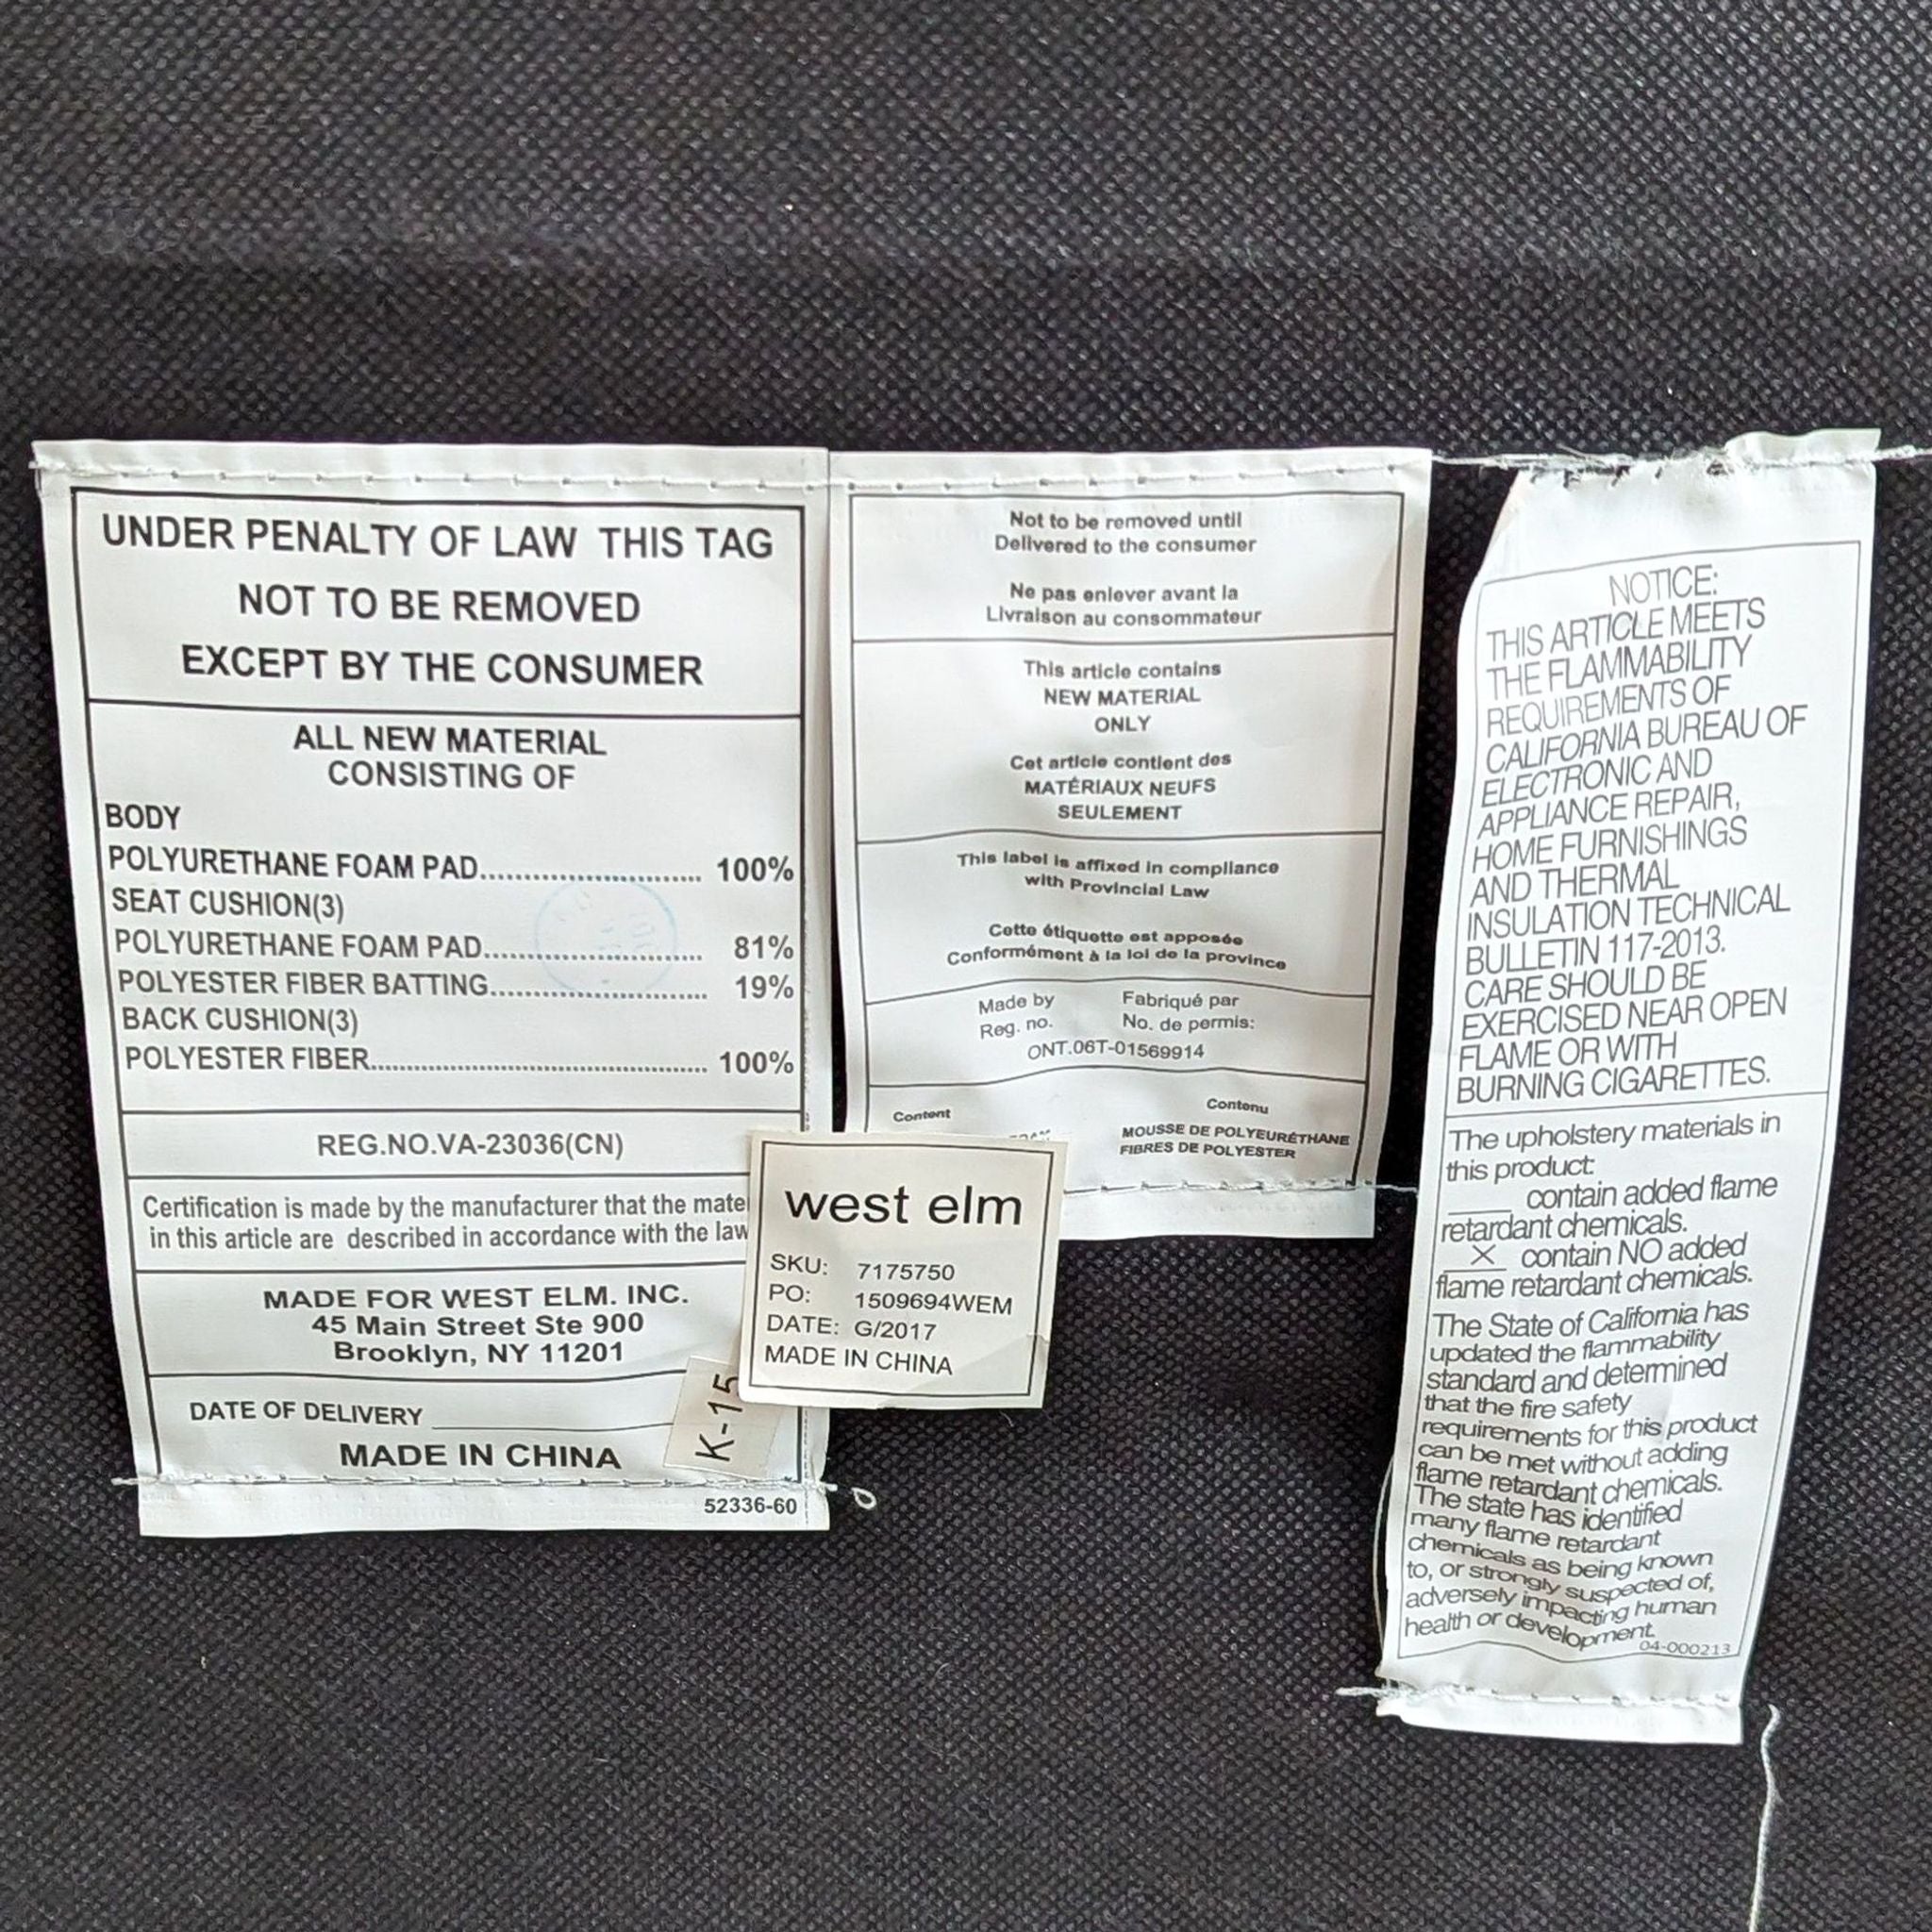 UNDER PENALTY OF LAW THIS TAG
NOT TO BE REMOVED
EXCEPT BY THE CONSUMER
ALL NEW MATERIAL
CONSISTING OF
BODY
POLYURETHANE FOAM PAD........................... 100%
SEAT CUSHION(3)
POLYURETHANE FOAM PAD........................... 81%
POLYESTER FIBER BATTING........................... 19%
BACK CUSHION(3)
POLYESTER FIBER.......................................... 100%
REG.NO.VA-23036(CN)
Certification is made by the manufacturer that the
in this article are described in accordance with the law
MADE FOR WEST ELM. INC.
45 Main Street Ste 900
Brooklyn, NY 11201
DATE OF DELIVERY
MADE IN CHINA
K-15
52336-60
Not to be removed until
Delivered to the consumer
Ne pas enlever avant la
Livraison au consommateur
This article contains
NEW MATERIAL
ONLY
Cet article contient des
MATÉRIAUX NEUFS
SEULEMENT
This label is affixed in compliance
with Provincial Law
Cette étiquette est apposée
Conformément à la loi de la province
Made by Fabriqué par
Reg. no. No. de permis:
ONT.06T-01569914
Content Contenu
MOUSSE DE POLYEURÉTHANE
FIBRES DE POLYESTER
west elm
SKU: 7175750
PO: 1509694WEM
DATE: G/2017
MADE IN CHINA
NOTICE:
THIS ARTICLE MEETS
THE FLAMMABILITY
REQUIREMENTS OF
CALIFORNIA BUREAU OF
ELECTRONIC AND
APPLIANCE REPAIR,
HOME FURNISHINGS
AND THERMAL
INSULATION TECHNICAL
BULLETIN 117-2013.
CARE SHOULD BE
EXERCISED NEAR OPEN
FLAME OR WITH
BURNING CIGARETTES.
The upholstery materials in
this product:
____ contain added flame
retardant chemicals.
X contain NO added
flame retardant chemicals.
The State of California has
updated the flammability
standard and determined
that the fire safety
requirements for this product
can be met without adding
flame retardant chemicals.
The state has identified
many flame retardant
chemicals as being known
to, or strongly suspected of,
adversely impacting human
health or development.
04-000213